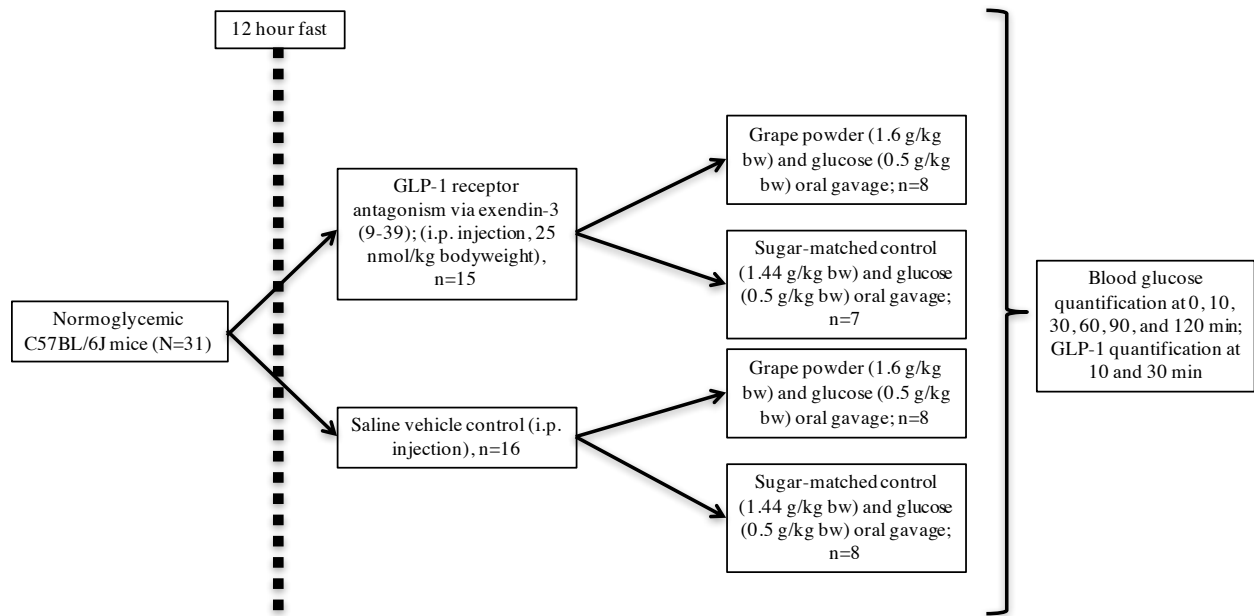 12 hour fast
Normoglycemic
C57BL/6J mice (N=31)
GLP-1 receptor
antagonism via exendin-3
(9-39); (i.p. injection, 25
nmol/kg bodyweight),
n=15
Saline vehicle control (i.p.
injection), n=16
Grape powder (1.6 g/kg
bw) and glucose (0.5 g/kg
bw) oral gavage; n=8
Sugar-matched control
(1.44 g/kg bw) and glucose
(0.5 g/kg bw) oral gavage;
n=7
Grape powder (1.6 g/kg
bw) and glucose (0.5 g/kg
bw) oral gavage; n=8
Sugar-matched control
(1.44 g/kg bw) and glucose
(0.5 g/kg bw) oral gavage;
n=8
Blood glucose
quantification at 0, 10,
30, 60, 90, and 120 min;
GLP-1 quantification at
10 and 30 min